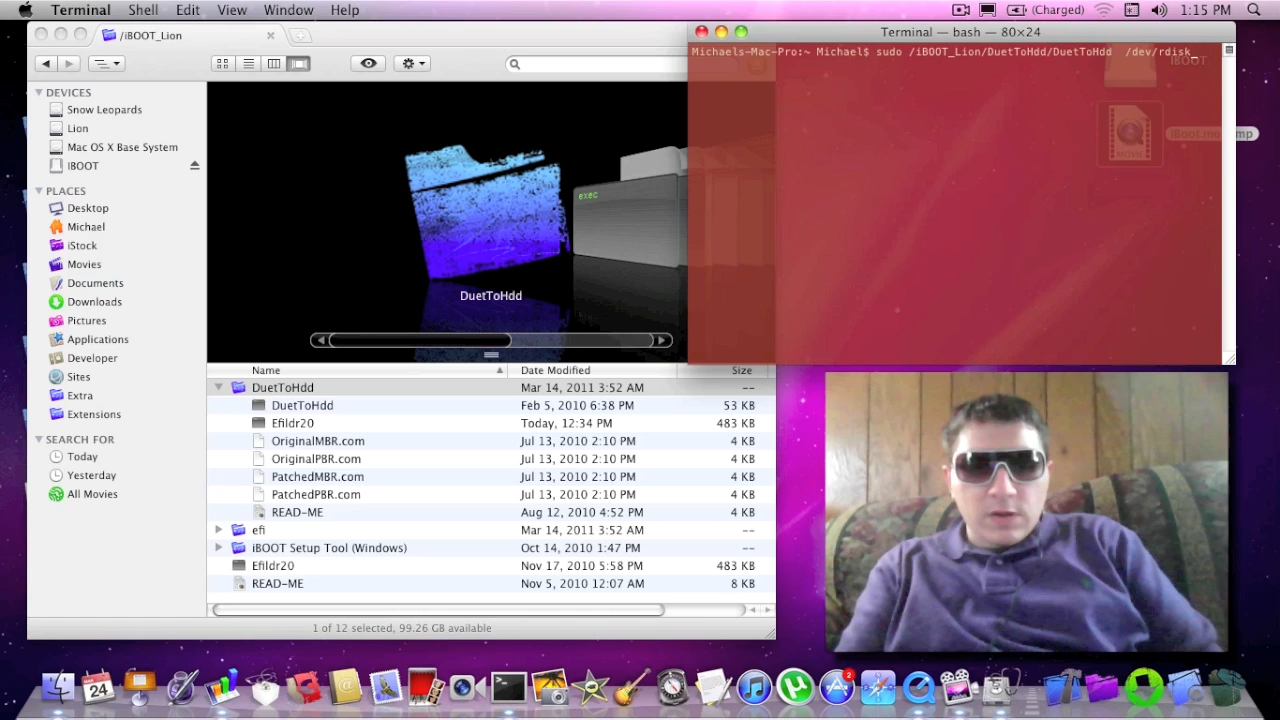 Terminal Shell Edit View Window Help
(Charged) 1:15 PM
/iBOOT_Lion
Terminal — bash — 80×24
Michaels-Mac-Pro:~ Michael$ sudo /iBOOT_Lion/DuetToHdd/DuetToHdd /dev/rdisk_
iBOOT
MOVIE
DEVICES
Snow Leopards
Lion
Mac OS X Base System
iBOOT
PLACES
Desktop
Michael
iStock
Movies
Documents
Downloads
Pictures
Applications
Developer
Sites
Extra
Extensions
SEARCH FOR
Today
Yesterday
All Movies
exec
DuetToHdd
Name Date Modified Size
DuetToHdd Mar 14, 2011 3:52 AM --
DuetToHdd Feb 5, 2010 6:38 PM 53 KB
Efildr20 Today, 12:34 PM 483 KB
OriginalMBR.com Jul 13, 2010 2:10 PM 4 KB
OriginalPBR.com Jul 13, 2010 2:10 PM 4 KB
PatchedMBR.com Jul 13, 2010 2:10 PM 4 KB
PatchedPBR.com Jul 13, 2010 2:10 PM 4 KB
READ-ME Aug 12, 2010 4:52 PM 4 KB
efi Mar 14, 2011 3:52 AM --
iBOOT Setup Tool (Windows) Oct 14, 2010 1:47 PM --
Efildr20 Nov 17, 2010 5:58 PM 483 KB
READ-ME Nov 5, 2010 12:07 AM 8 KB
1 of 12 selected, 99.26 GB available
24
2